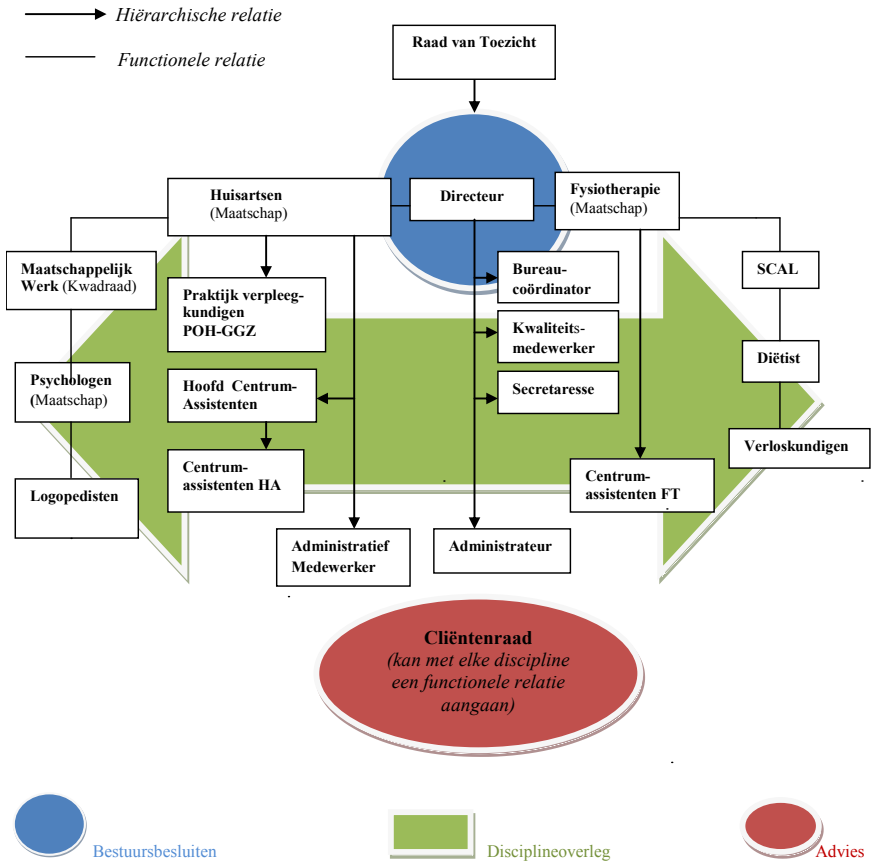 Hiërarchische relatie
Functionele relatie
Raad van Toezicht
Huisartsen
(Maatschap)
Directeur
Fysiotherapie
(Maatschap)
Maatschappelijk
Werk (Kwadraad)
Praktijk verpleeg-
kundigen
POH-GGZ
Bureau-
coördinator
SCAL
Kwaliteits-
medewerker
Psychologen
(Maatschap)
Hoofd Centrum-
Assistenten
Secretaresse
Diëtist
Verloskundigen
Logopedisten
Centrum-
assistenten HA
Centrum-
assistenten FT
Administratief
Medewerker
Administrateur
Cliëntenraad
(kan met elke discipline
een functionele relatie
aangaan)
Bestuursbesluiten
Disciplineoverleg
Advies